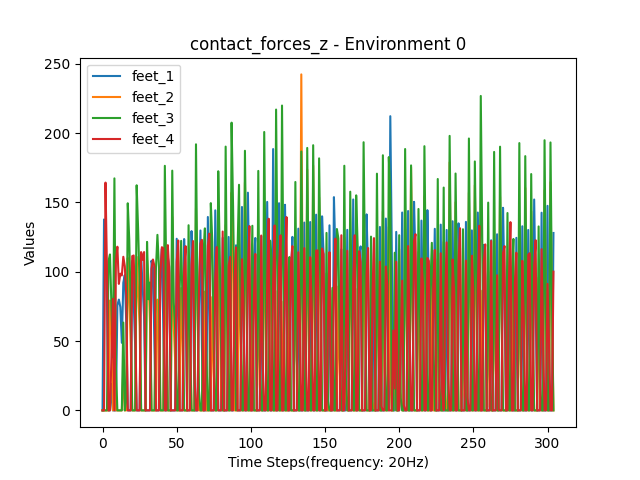 contact_forces_z - Environment 0
250
200
150
100
50
0
Values
feet_1
feet_2
feet_3
feet_4
0 50 100 150 200 250 300
Time Steps(frequency: 20Hz)